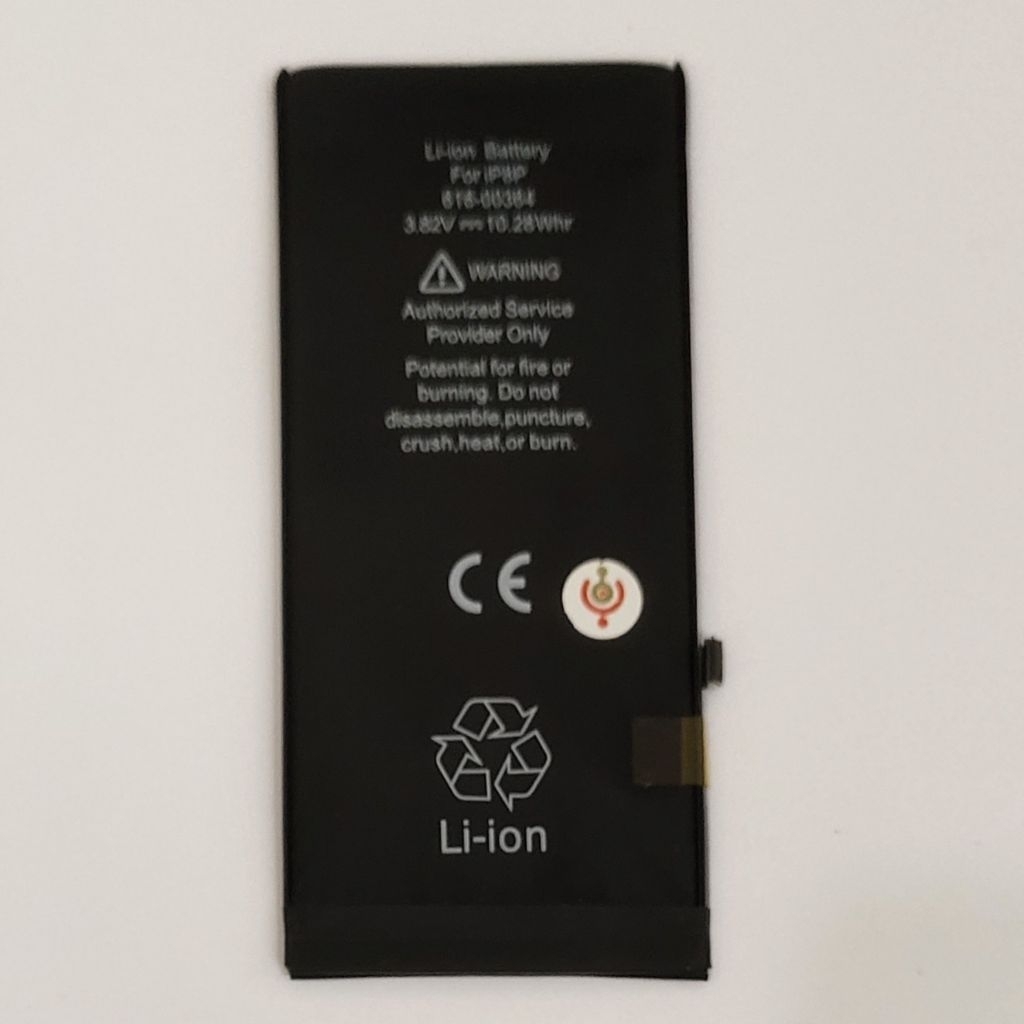 Li-ion Battery
For iP8P
616-00364
3.82V ⎓ 10.28Whr
WARNING
Authorized Service
Provider Only
Potential for fire or
burning. Do not
disassemble,puncture,
crush,heat,or burn.
CE
Li-ion